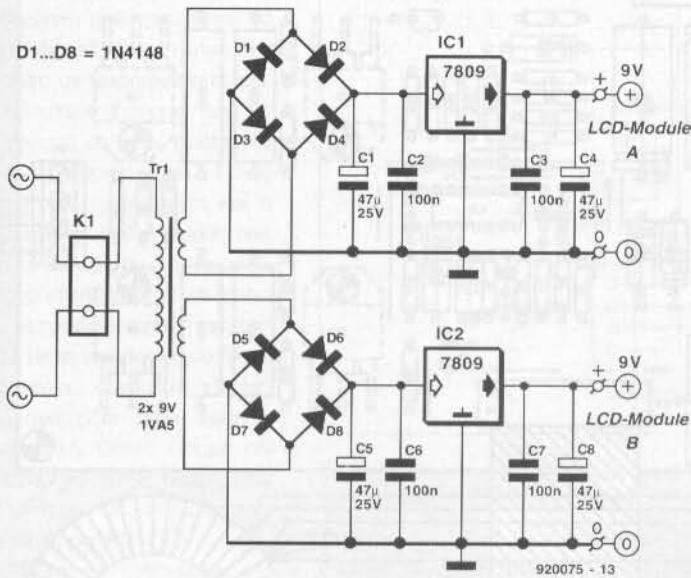 D1...D8 = 1N4148
D1
D2
D3
D4
IC1
7809
+
9V
+
LCD-Module
A
C1
47µ
25V
C2
100n
C3
100n
C4
47µ
25V
0
0
Tr1
K1
2x 9V
1VA5
D5
D6
D7
D8
IC2
7809
+
9V
+
LCD-Module
B
C5
47µ
25V
C6
100n
C7
100n
C8
47µ
25V
0
0
920075 - 13